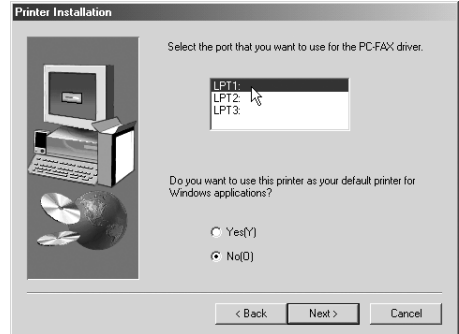 Printer Installation
Select the port that you want to use for the PC-FAX driver.
LPT1:
LPT2:
LPT3:
Do you want to use this printer as your default printer for
Windows applications?
Yes(Y)
No(O)
< Back Next > Cancel